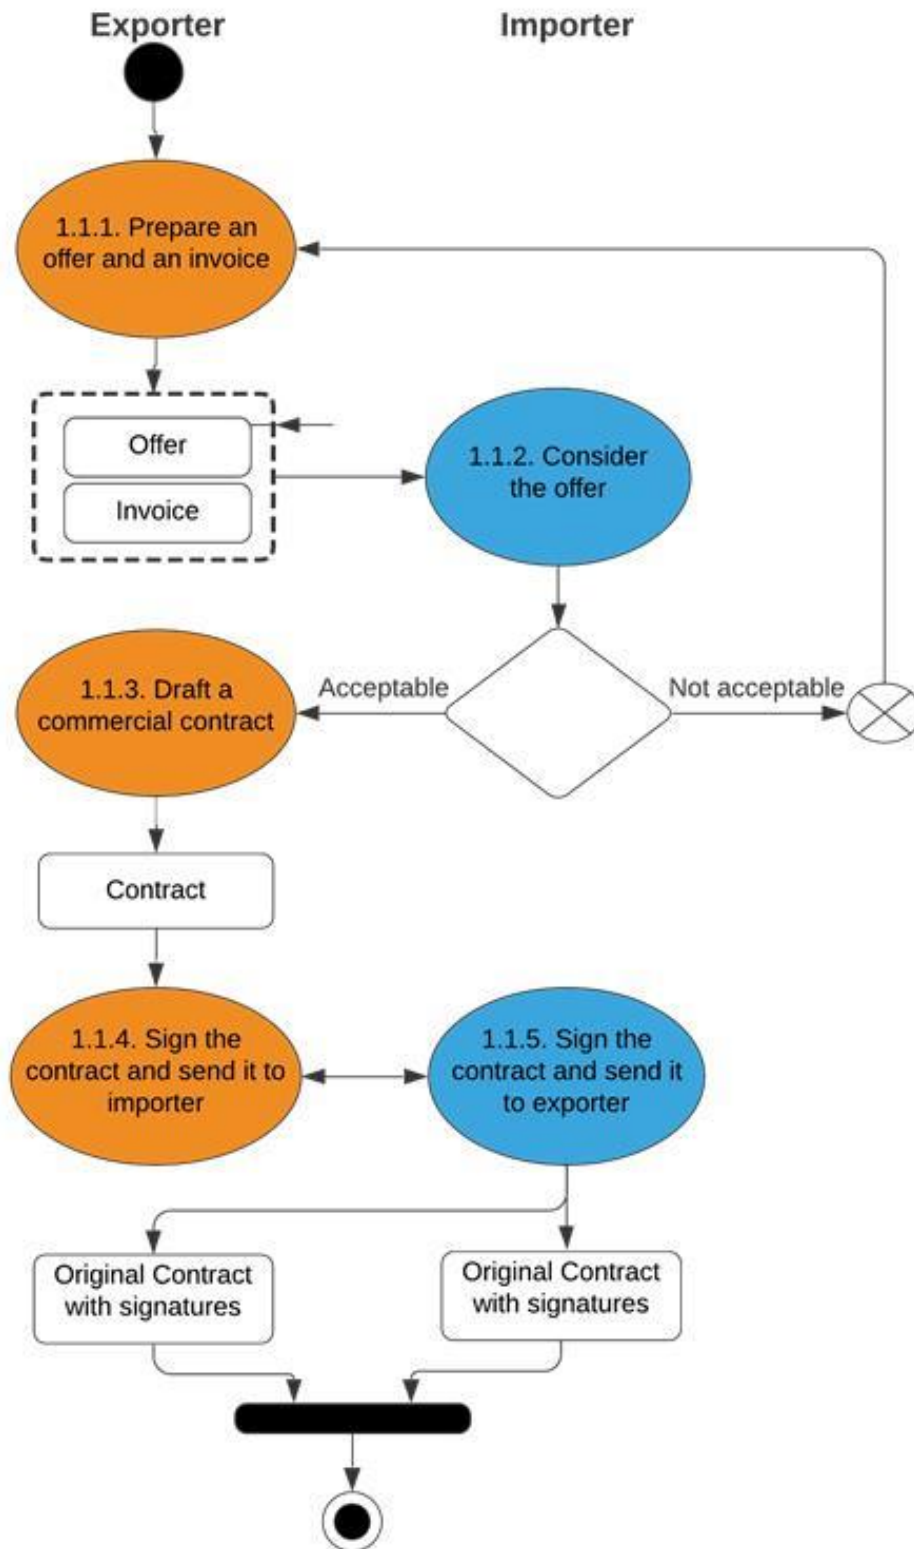 Exporter
Importer
1.1.1. Prepare an
offer and an invoice
Offer
Invoice
1.1.2. Consider
the offer
1.1.3. Draft a
commercial contract
Acceptable
Not acceptable
Contract
1.1.4. Sign the
contract and send it to
importer
1.1.5. Sign the
contract and send it
to exporter
Original Contract
with signatures
Original Contract
with signatures